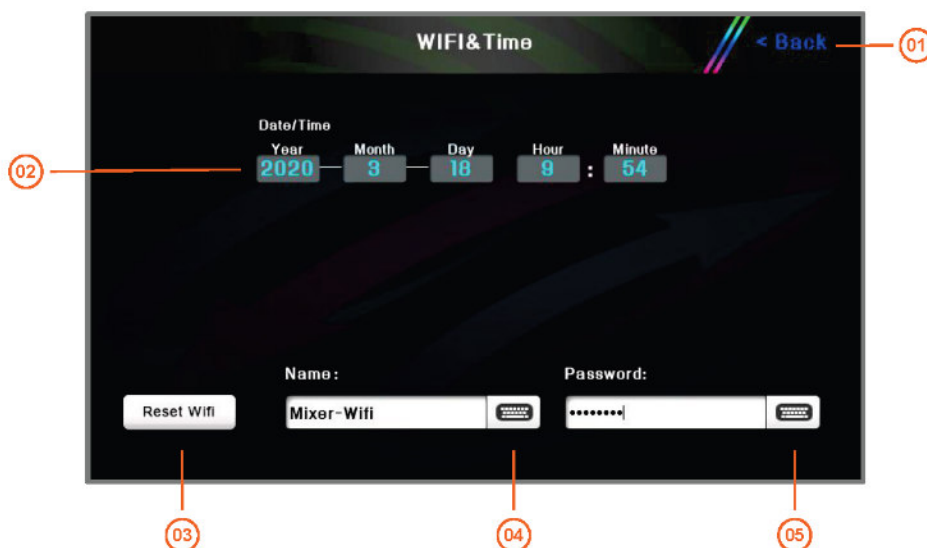 WIFI&Time
< Back
01
Date/Time
Year Month Day Hour Minute
02
2020 3 18 9 : 54
Name: Password:
Reset Wifi Mixer-Wifi ••••••••
03 04 05